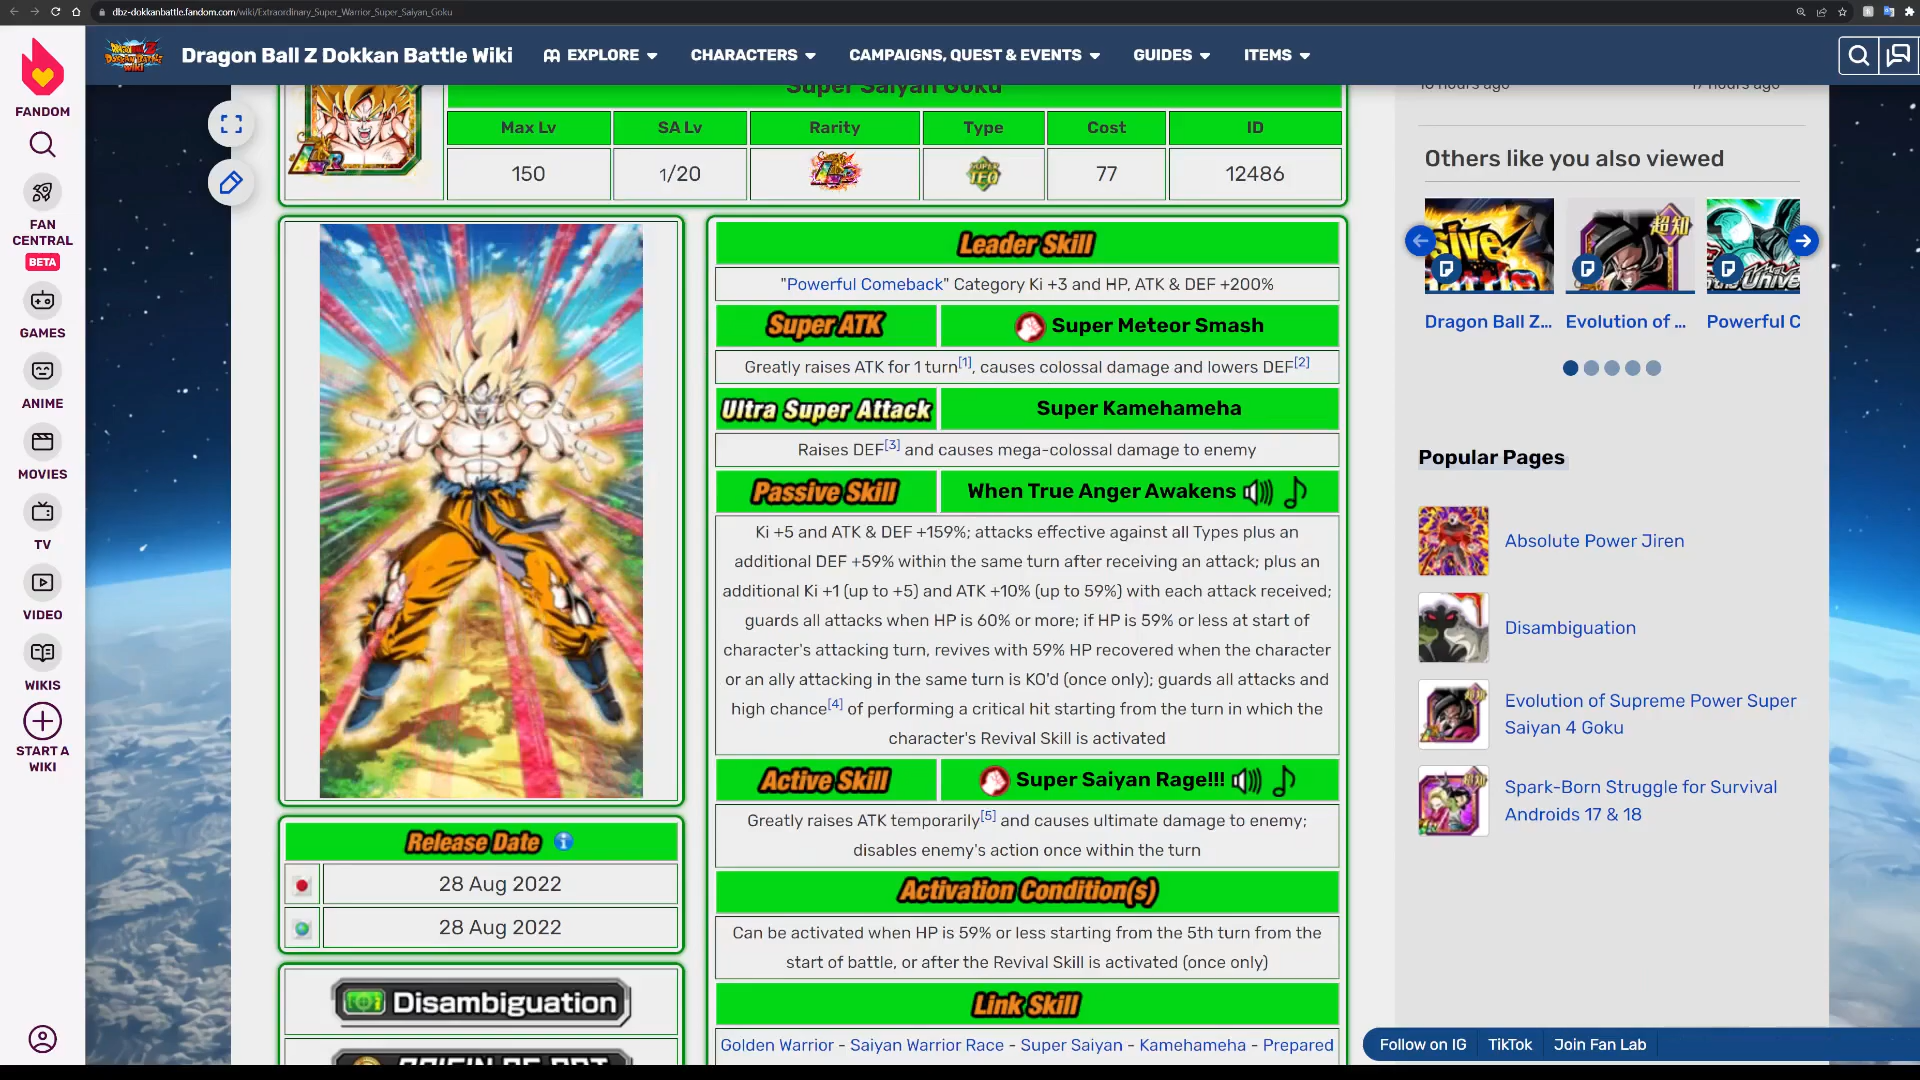 dbz-dokkanbattle.fandom.com/wiki/Extraordinary_Super_Warrior_Super_Saiyan_Goku
Dragon Ball Z Dokkan Battle Wiki
EXPLORE
CHARACTERS
CAMPAIGNS, QUEST & EVENTS
GUIDES
ITEMS
FANDOM
FAN CENTRAL
BETA
GAMES
ANIME
MOVIES
TV
VIDEO
WIKIS
START A WIKI
Super Saiyan Goku
Max Lv
SA Lv
Rarity
Type
Cost
ID
150
1/20
SUPER TEQ
77
12486
Leader Skill
"Powerful Comeback" Category Ki +3 and HP, ATK & DEF +200%
Super ATK
Super Meteor Smash
Greatly raises ATK for 1 turn[1], causes colossal damage and lowers DEF[2]
Ultra Super Attack
Super Kamehameha
Raises DEF[3] and causes mega-colossal damage to enemy
Passive Skill
When True Anger Awakens
Ki +5 and ATK & DEF +159%; attacks effective against all Types plus an
additional DEF +59% within the same turn after receiving an attack; plus an
additional Ki +1 (up to +5) and ATK +10% (up to 59%) with each attack received;
guards all attacks when HP is 60% or more; if HP is 59% or less at start of
character's attacking turn, revives with 59% HP recovered when the character
or an ally attacking in the same turn is KO'd (once only); guards all attacks and
high chance[4] of performing a critical hit starting from the turn in which the
character's Revival Skill is activated
Active Skill
Super Saiyan Rage!!!
Greatly raises ATK temporarily[5] and causes ultimate damage to enemy;
disables enemy's action once within the turn
Activation Condition(s)
Can be activated when HP is 59% or less starting from the 5th turn from the
start of battle, or after the Revival Skill is activated (once only)
Link Skill
Golden Warrior - Saiyan Warrior Race - Super Saiyan - Kamehameha - Prepared
Release Date
28 Aug 2022
28 Aug 2022
Disambiguation
Others like you also viewed
超知
Dragon Ball Z...
Evolution of ...
Powerful C
Popular Pages
Absolute Power Jiren
Disambiguation
Evolution of Supreme Power Super
Saiyan 4 Goku
Spark-Born Struggle for Survival
Androids 17 & 18
Follow on IG
TikTok
Join Fan Lab